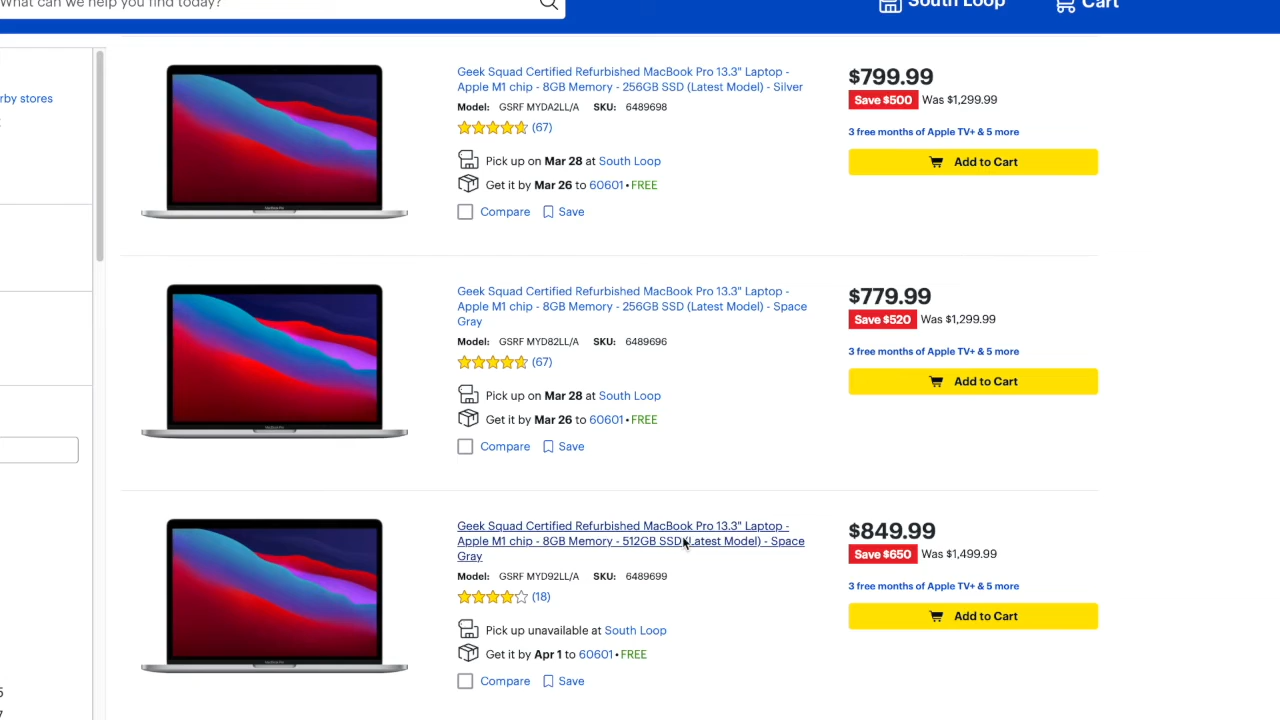 What can we help you find today?
South Loop
Cart
rby stores
Geek Squad Certified Refurbished MacBook Pro 13.3" Laptop -
Apple M1 chip - 8GB Memory - 256GB SSD (Latest Model) - Silver
Model: GSRF MYDA2LL/A SKU: 6489698
(67)
Pick up on Mar 28 at South Loop
Get it by Mar 26 to 60601 • FREE
Compare Save
$799.99
Save $500 Was $1,299.99
3 free months of Apple TV+ & 5 more
Add to Cart
Geek Squad Certified Refurbished MacBook Pro 13.3" Laptop -
Apple M1 chip - 8GB Memory - 256GB SSD (Latest Model) - Space
Gray
Model: GSRF MYD82LL/A SKU: 6489696
(67)
Pick up on Mar 28 at South Loop
Get it by Mar 26 to 60601 • FREE
Compare Save
$779.99
Save $520 Was $1,299.99
3 free months of Apple TV+ & 5 more
Add to Cart
Geek Squad Certified Refurbished MacBook Pro 13.3" Laptop -
Apple M1 chip - 8GB Memory - 512GB SSD (Latest Model) - Space
Gray
Model: GSRF MYD92LL/A SKU: 6489699
(18)
Pick up unavailable at South Loop
Get it by Apr 1 to 60601 • FREE
Compare Save
$849.99
Save $650 Was $1,499.99
3 free months of Apple TV+ & 5 more
Add to Cart